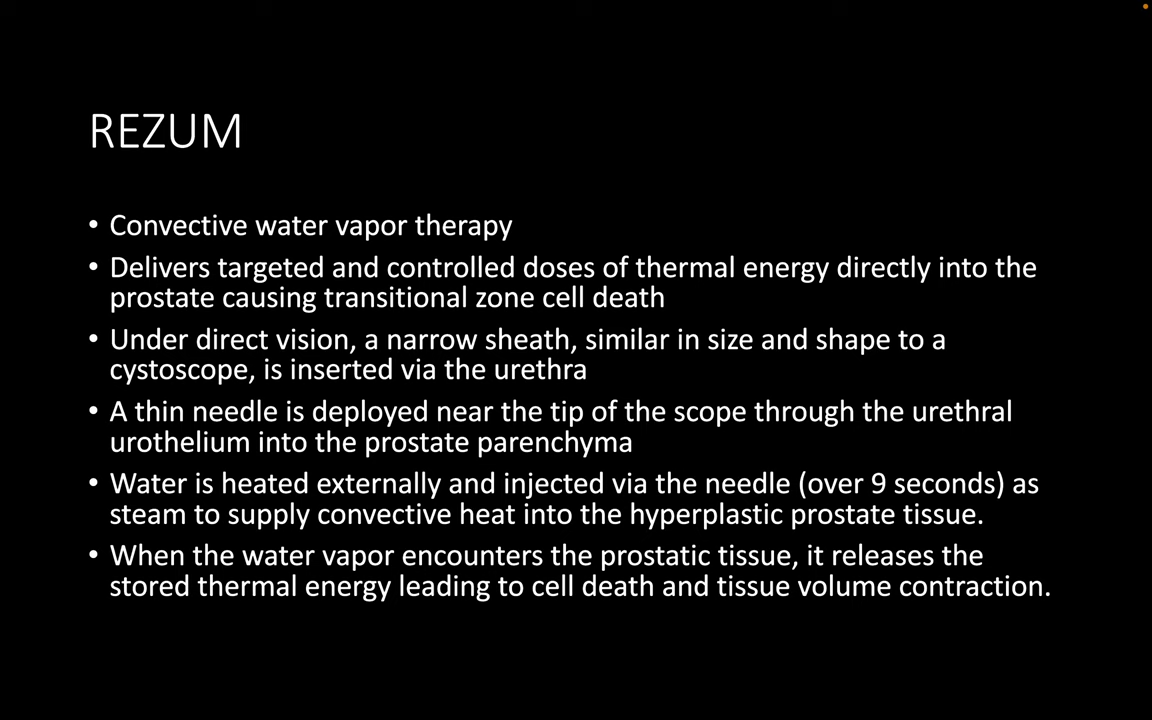 REZUM
• Convective water vapor therapy
• Delivers targeted and controlled doses of thermal energy directly into the
prostate causing transitional zone cell death
• Under direct vision, a narrow sheath, similar in size and shape to a
cystoscope, is inserted via the urethra
• A thin needle is deployed near the tip of the scope through the urethral
urothelium into the prostate parenchyma
• Water is heated externally and injected via the needle (over 9 seconds) as
steam to supply convective heat into the hyperplastic prostate tissue.
• When the water vapor encounters the prostatic tissue, it releases the
stored thermal energy leading to cell death and tissue volume contraction.